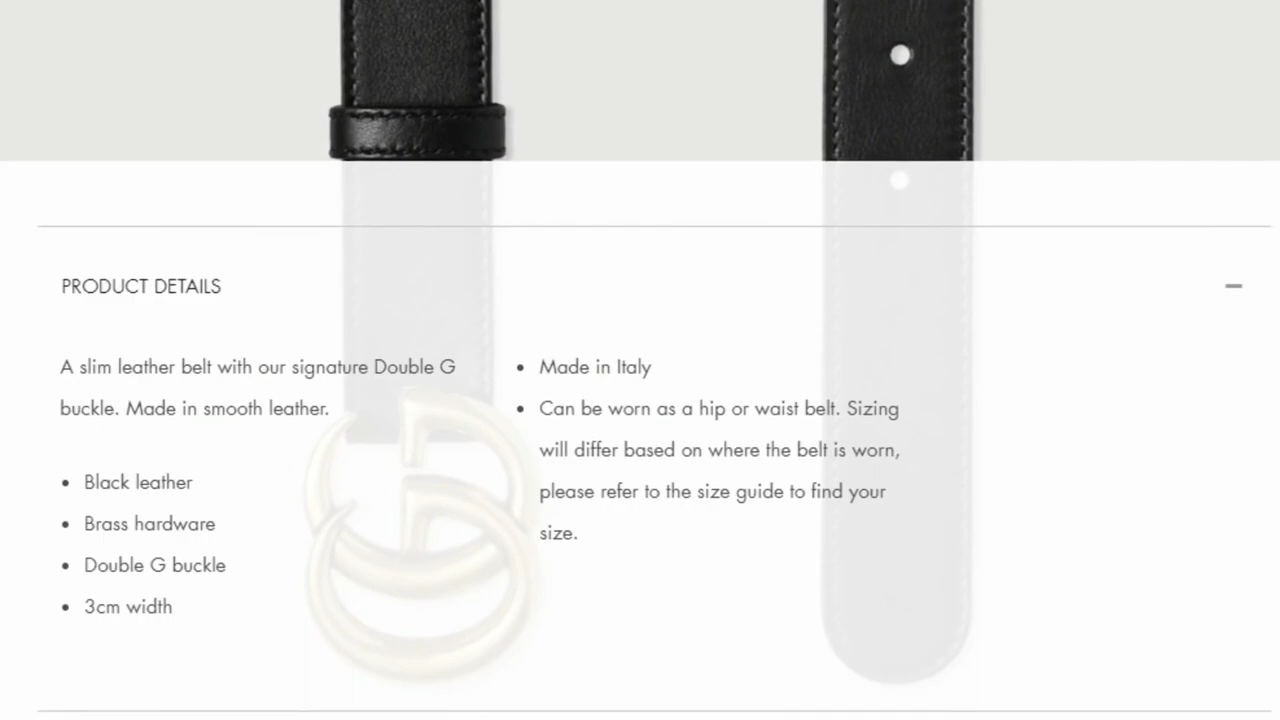 PRODUCT DETAILS
A slim leather belt with our signature Double G
buckle. Made in smooth leather.
• Black leather
• Brass hardware
• Double G buckle
• 3cm width
• Made in Italy
• Can be worn as a hip or waist belt. Sizing
will differ based on where the belt is worn,
please refer to the size guide to find your
size.